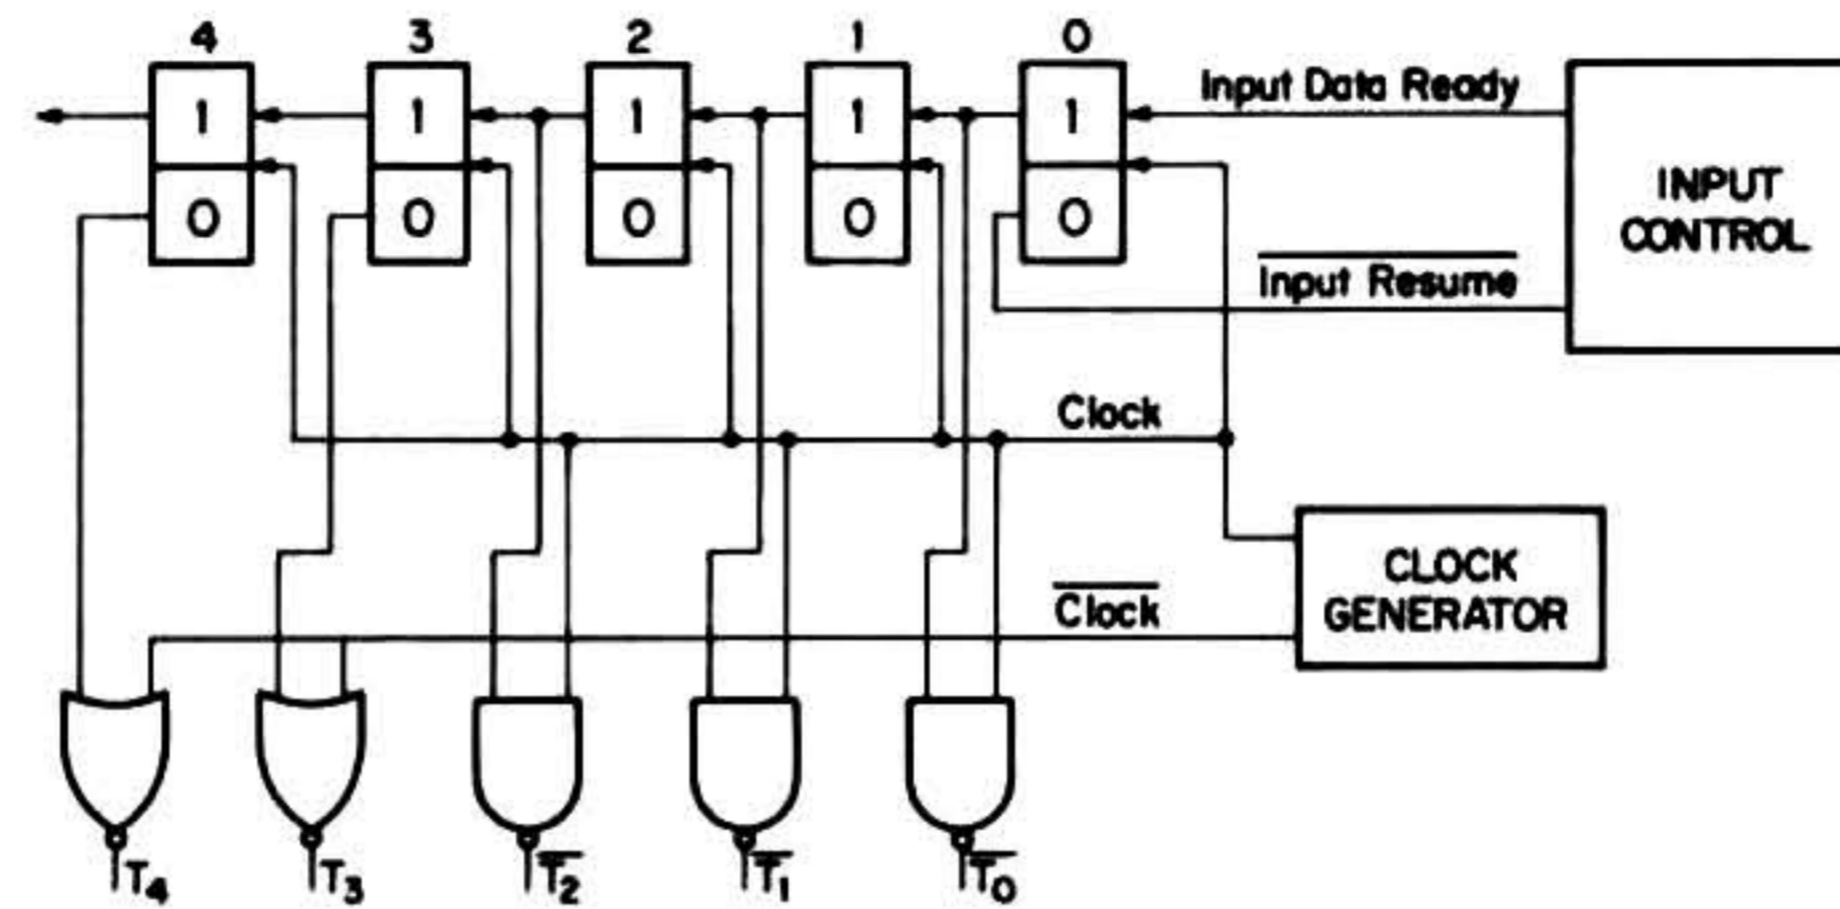 4 3 2 1 0
1 1 1 1 1
0 0 0 0 0
Input Data Ready
INPUT
CONTROL
Input Resume
Clock
CLOCK
GENERATOR
Clock
T4 T3 T2 T1 T0